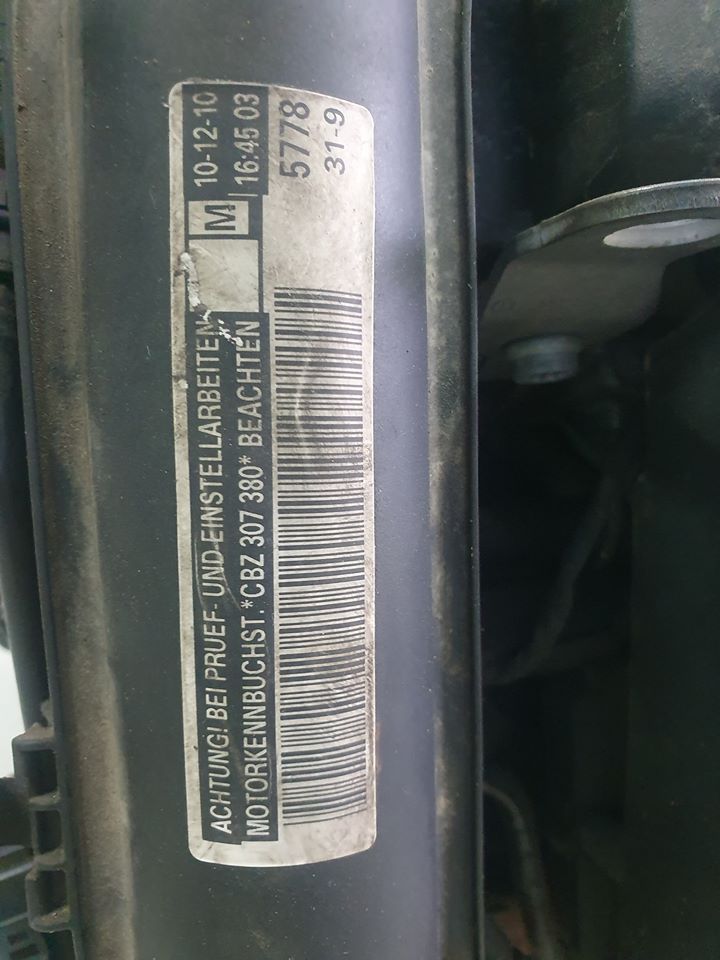 ACHTUNG! BEI PRUEF- UND EINSTELLARBEITEN
MOTORKENNBUCHST.*CBZ 307 380* BEACHTEN
M
10-12-10
16:45 03
5778
31-9